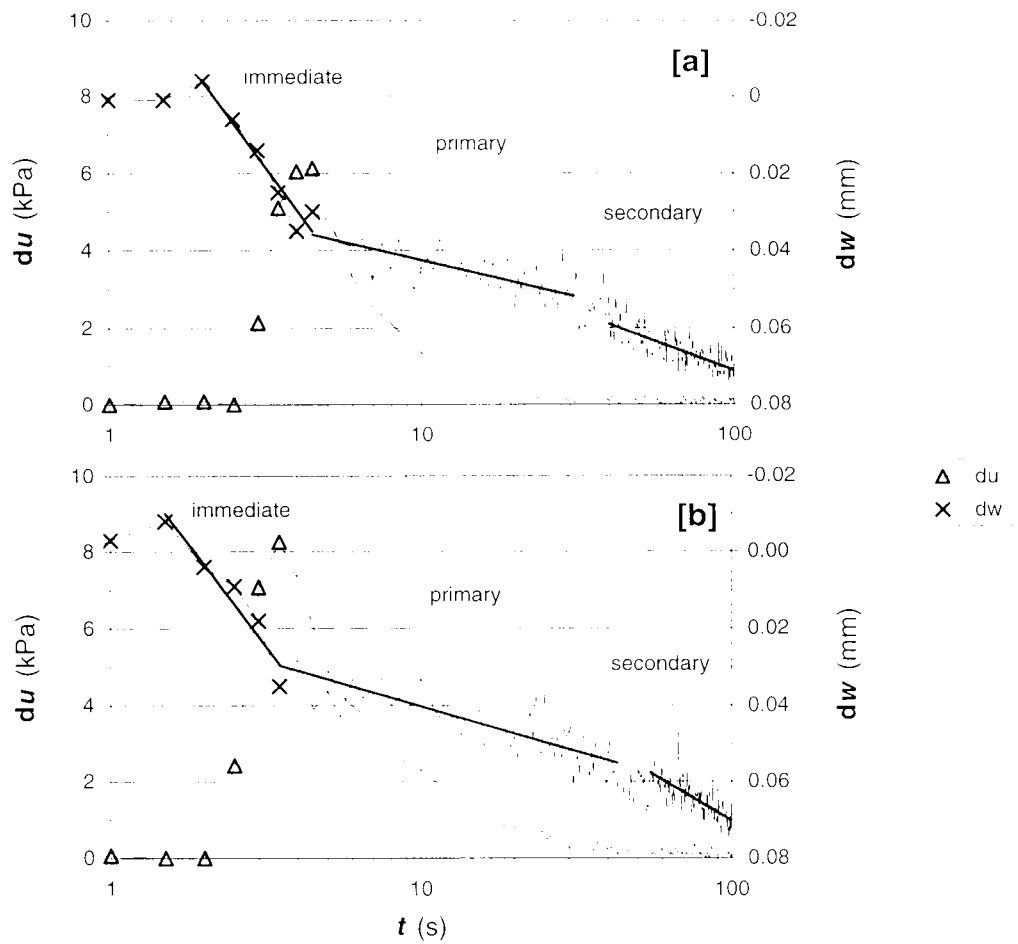 10
-0.02
immediate
[a]
8
0
primary
6
0.02
du (kPa)
dw (mm)
secondary
4
0.04
2
0.06
0
0.08
1
10
100
10
-0.02
immediate
[b]
du
dw
8
0.00
primary
6
0.02
du (kPa)
dw (mm)
secondary
4
0.04
2
0.06
0
0.08
1
10
100
t (s)